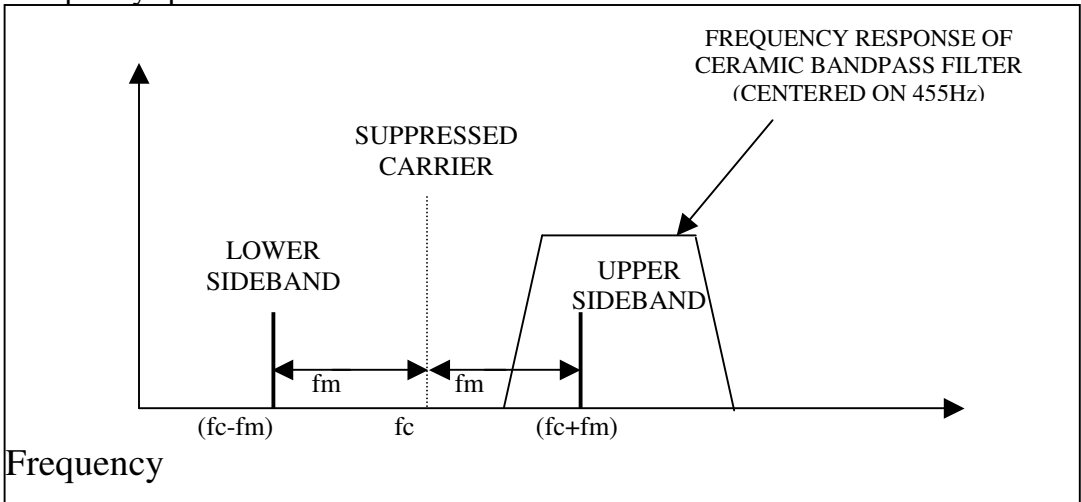 FREQUENCY RESPONSE OF
CERAMIC BANDPASS FILTER
(CENTERED ON 455Hz)
SUPPRESSED
CARRIER
LOWER
SIDEBAND
UPPER
SIDEBAND
fm
fm
(fc-fm)
fc
(fc+fm)
Frequency